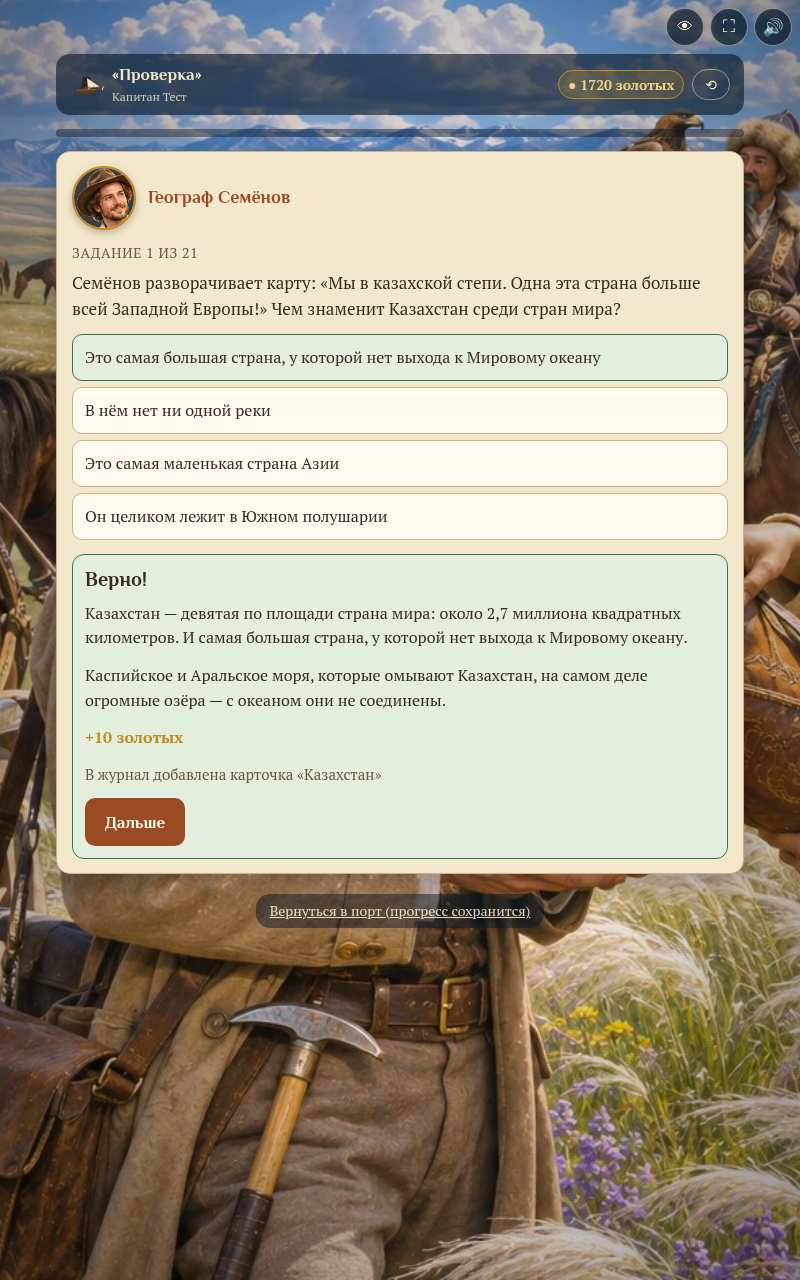 «Проверка»
Капитан Тест
● 1720 золотых
Географ Семёнов
ЗАДАНИЕ 1 ИЗ 21
Семёнов разворачивает карту: «Мы в казахской степи. Одна эта страна больше
всей Западной Европы!» Чем знаменит Казахстан среди стран мира?
Это самая большая страна, у которой нет выхода к Мировому океану
В нём нет ни одной реки
Это самая маленькая страна Азии
Он целиком лежит в Южном полушарии
Верно!
Казахстан — девятая по площади страна мира: около 2,7 миллиона квадратных
километров. И самая большая страна, у которой нет выхода к Мировому океану.
Каспийское и Аральское моря, которые омывают Казахстан, на самом деле
огромные озёра — с океаном они не соединены.
+10 золотых
В журнал добавлена карточка «Казахстан»
Дальше
Вернуться в порт (прогресс сохранится)